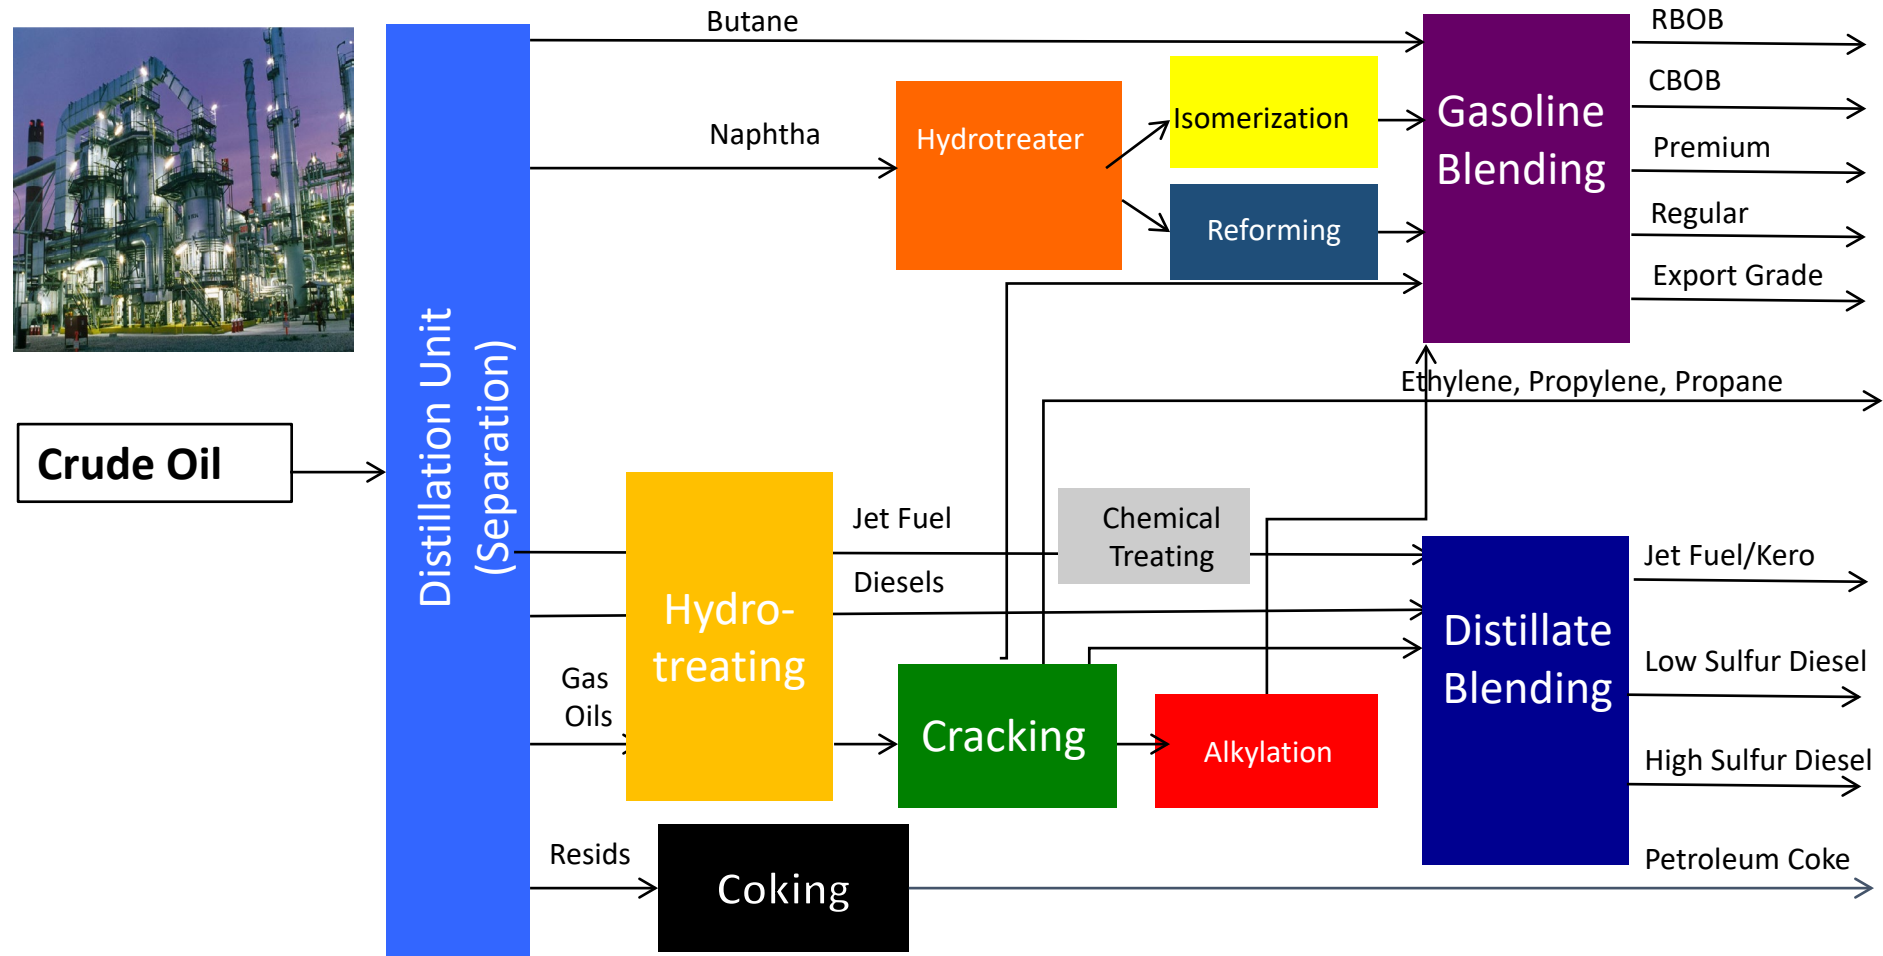 Butane
RBOB
CBOB
Naphtha
Hydrotreater
Isomerization
Gasoline
Blending
Premium
Reforming
Regular
Export Grade
Distillation Unit
(Separation)
Ethylene, Propylene, Propane
Crude Oil
Jet Fuel
Chemical
Treating
Diesels
Hydro-
treating
Jet Fuel/Kero
Distillate
Blending
Low Sulfur Diesel
Gas
Oils
Cracking
Alkylation
High Sulfur Diesel
Resids
Coking
Petroleum Coke